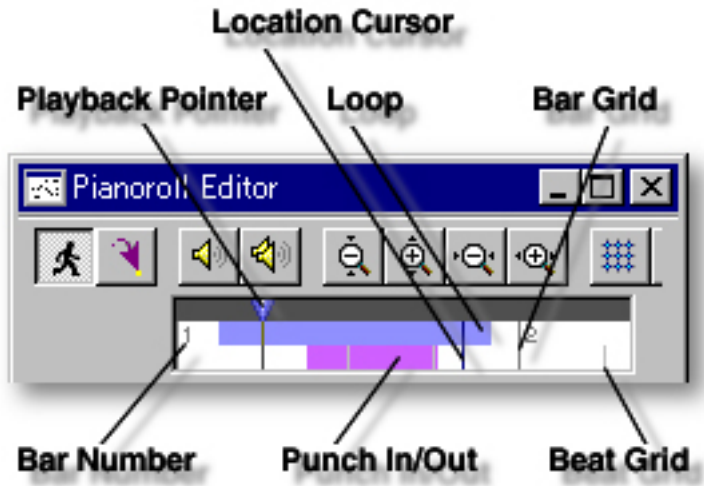 Location Cursor
Playback Pointer Loop Bar Grid
Pianoroll Editor
1 2
Bar Number Punch In/Out Beat Grid